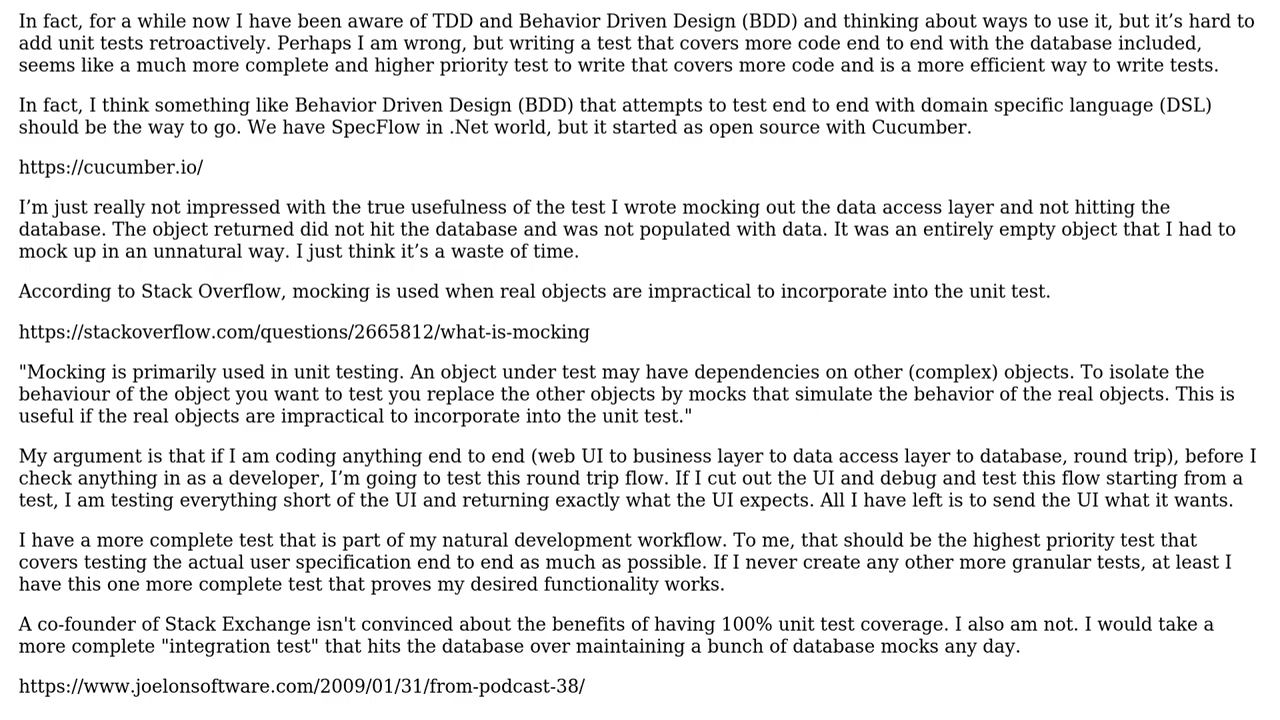 In fact, for a while now I have been aware of TDD and Behavior Driven Design (BDD) and thinking about ways to use it, but it’s hard to
add unit tests retroactively. Perhaps I am wrong, but writing a test that covers more code end to end with the database included,
seems like a much more complete and higher priority test to write that covers more code and is a more efficient way to write tests.
In fact, I think something like Behavior Driven Design (BDD) that attempts to test end to end with domain specific language (DSL)
should be the way to go. We have SpecFlow in .Net world, but it started as open source with Cucumber.
https://cucumber.io/
I’m just really not impressed with the true usefulness of the test I wrote mocking out the data access layer and not hitting the
database. The object returned did not hit the database and was not populated with data. It was an entirely empty object that I had to
mock up in an unnatural way. I just think it’s a waste of time.
According to Stack Overflow, mocking is used when real objects are impractical to incorporate into the unit test.
https://stackoverflow.com/questions/2665812/what-is-mocking
"Mocking is primarily used in unit testing. An object under test may have dependencies on other (complex) objects. To isolate the
behaviour of the object you want to test you replace the other objects by mocks that simulate the behavior of the real objects. This is
useful if the real objects are impractical to incorporate into the unit test."
My argument is that if I am coding anything end to end (web UI to business layer to data access layer to database, round trip), before I
check anything in as a developer, I’m going to test this round trip flow. If I cut out the UI and debug and test this flow starting from a
test, I am testing everything short of the UI and returning exactly what the UI expects. All I have left is to send the UI what it wants.
I have a more complete test that is part of my natural development workflow. To me, that should be the highest priority test that
covers testing the actual user specification end to end as much as possible. If I never create any other more granular tests, at least I
have this one more complete test that proves my desired functionality works.
A co-founder of Stack Exchange isn't convinced about the benefits of having 100% unit test coverage. I also am not. I would take a
more complete "integration test" that hits the database over maintaining a bunch of database mocks any day.
https://www.joelonsoftware.com/2009/01/31/from-podcast-38/